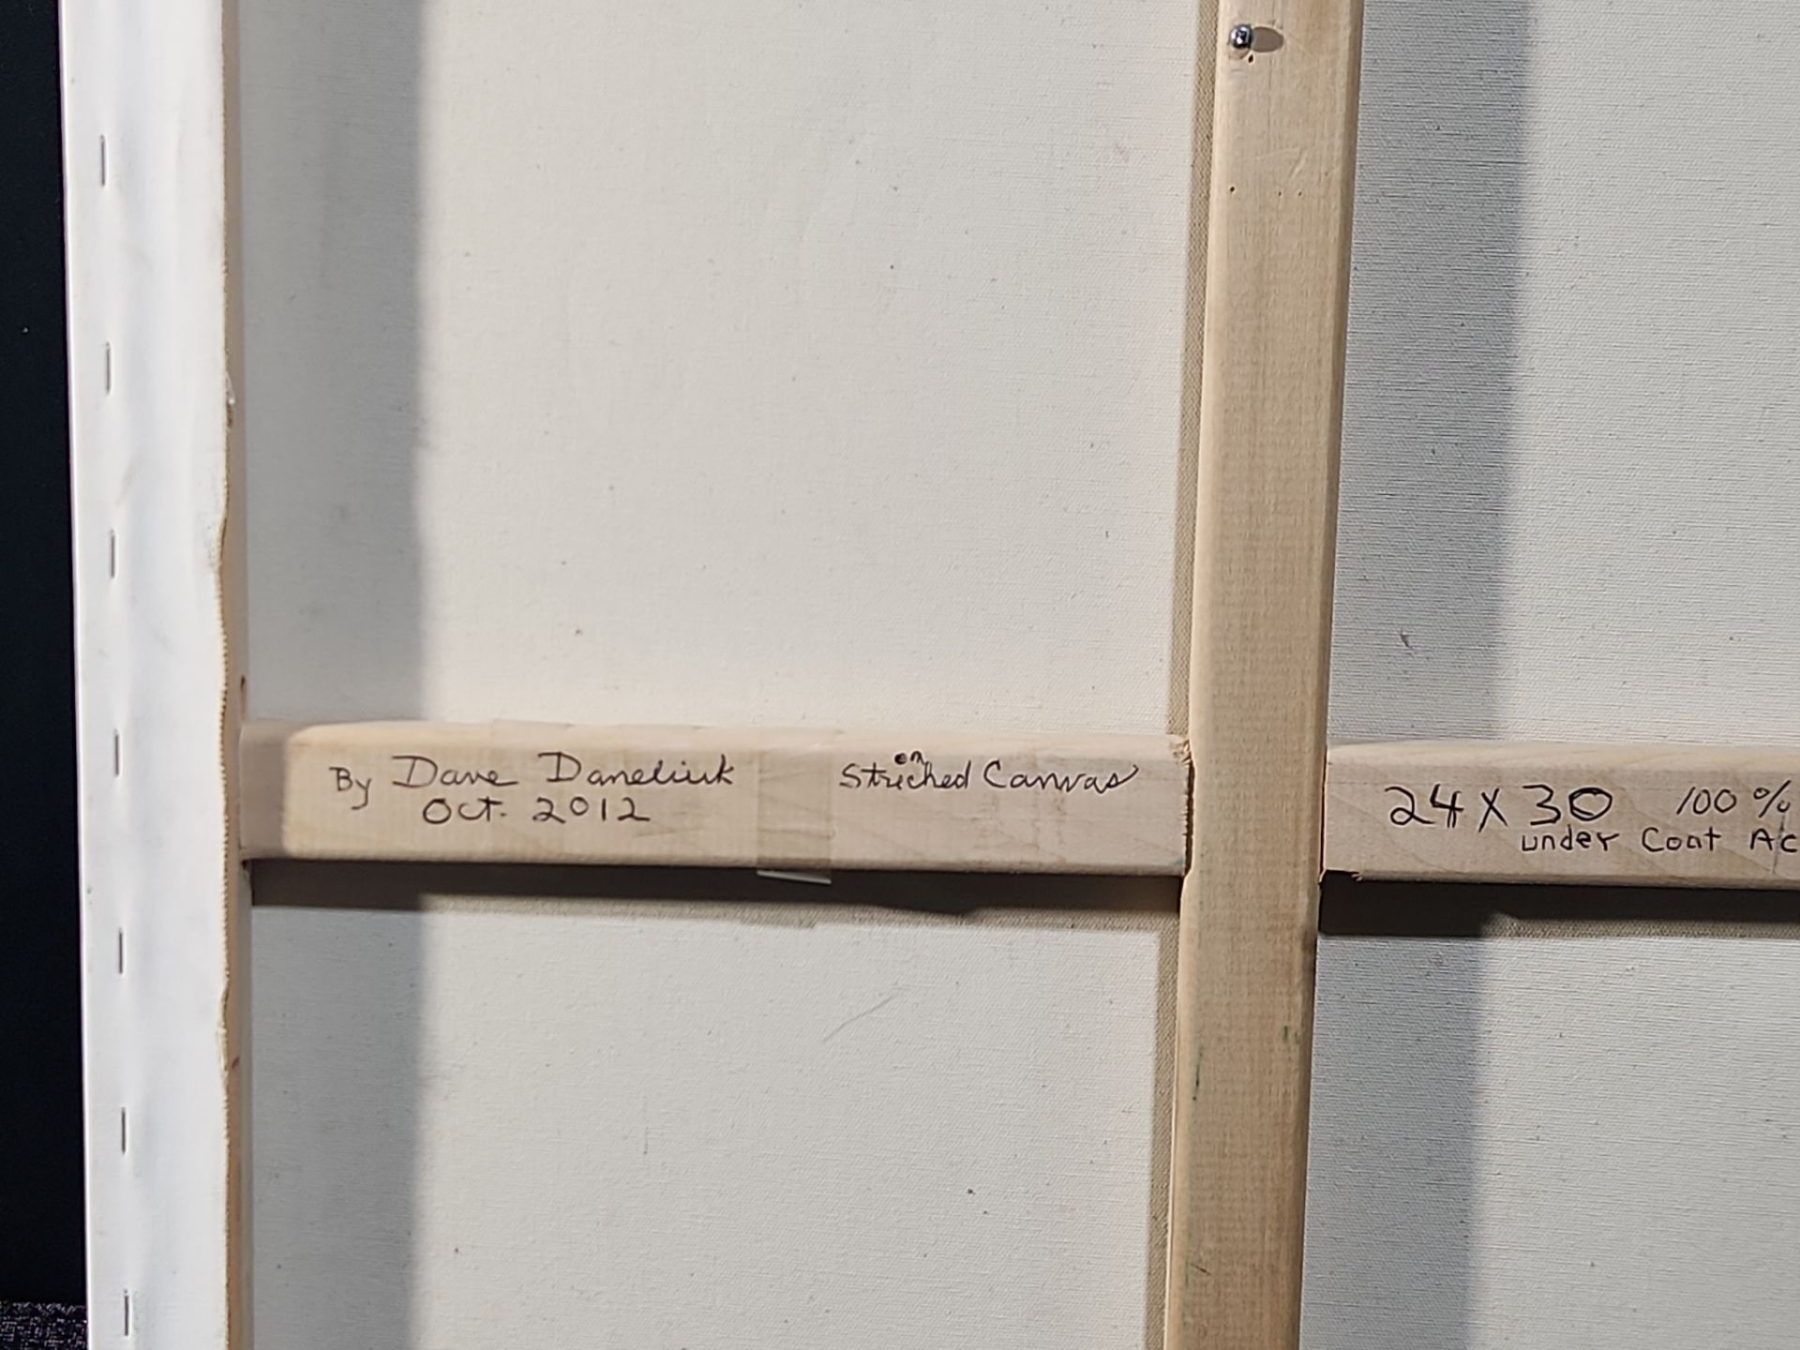 By Dave Daneliuk
Oct. 2012
on
Striched Canvas
24 X 30 100%
under Coat Ac